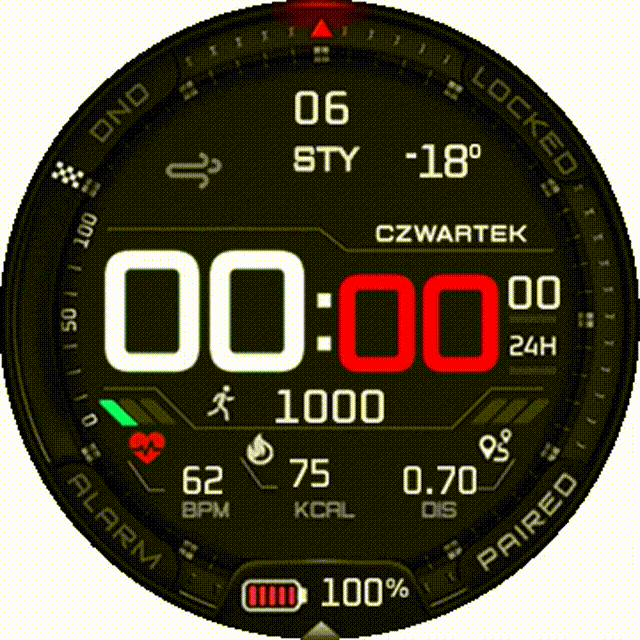 DND
LOCKED
06
STY
-18°
CZWARTEK
100
50
0
00:00
00
24H
1000
62
BPM
75
KCAL
0.70
DIS
ALARM
PAIRED
100%